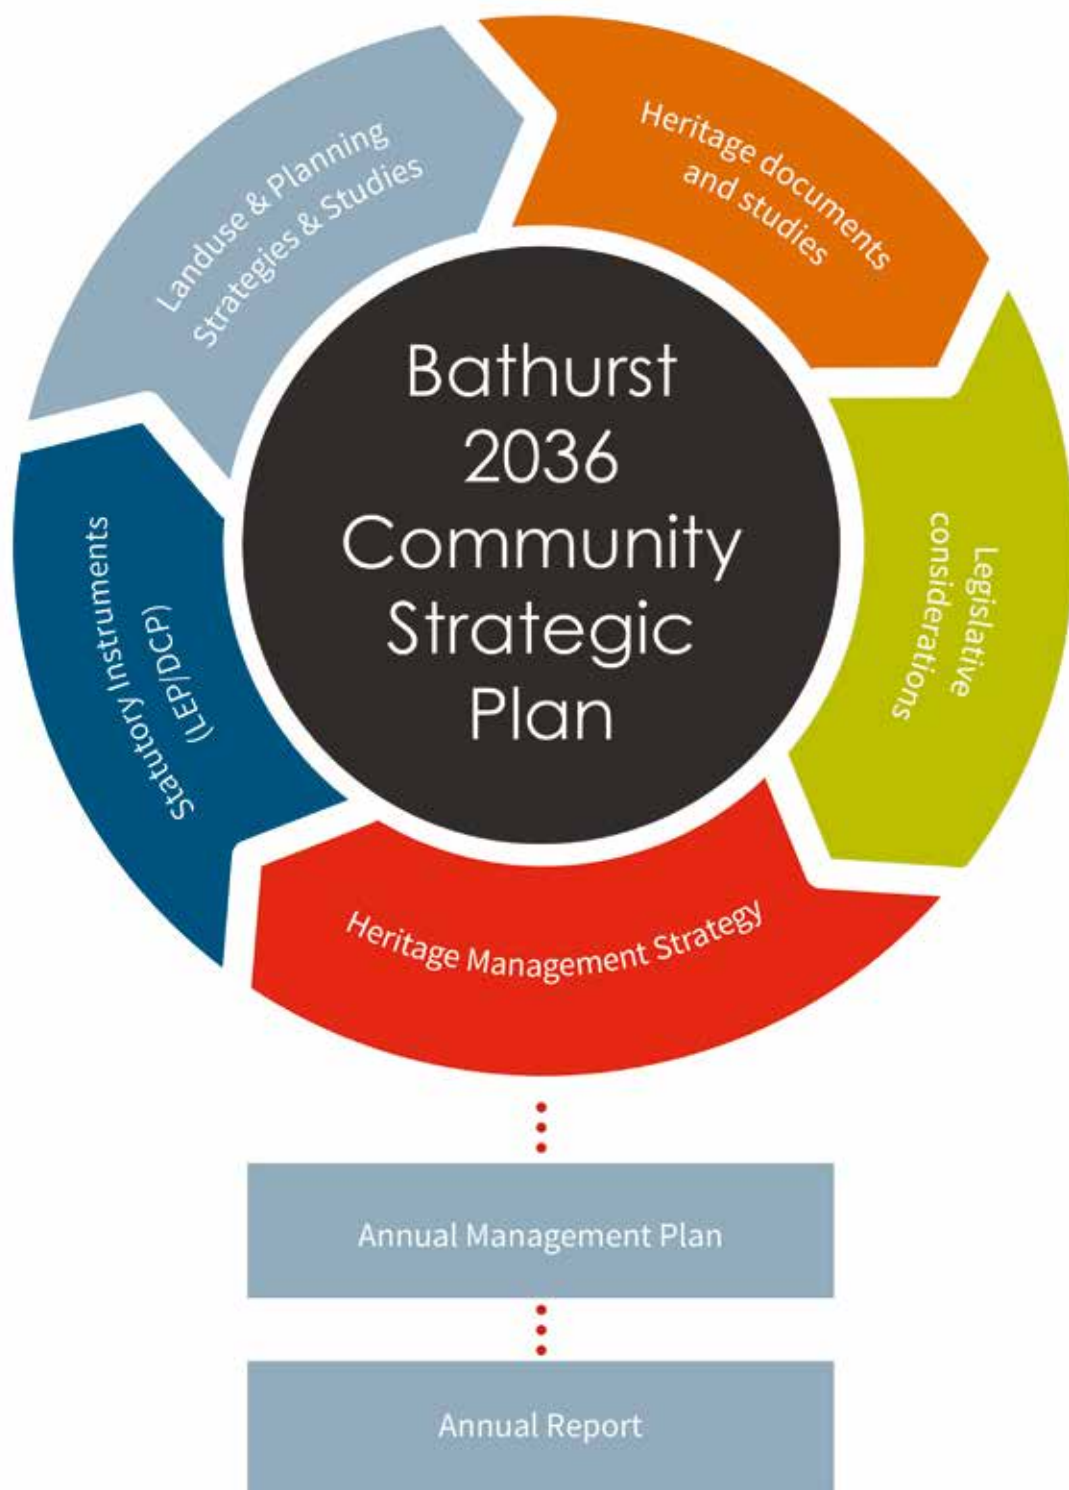 Landuse & Planning
Strategies & Studies
Heritage documents
and studies
Legislative
considerations
Heritage Management Strategy
Statutory Instruments
(LEP/DCP)
Bathurst
2036
Community
Strategic
Plan
Annual Management Plan
Annual Report